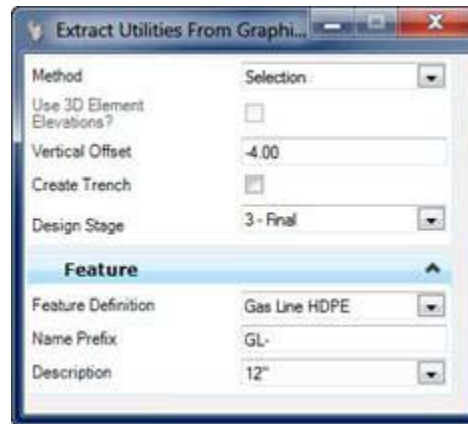 Extract Utilities From Graphi...
Method Selection
Use 3D Element
Elevations?
Vertical Offset -4.00
Create Trench
Design Stage 3 - Final
Feature
Feature Definition Gas Line HDPE
Name Prefix GL-
Description 12"